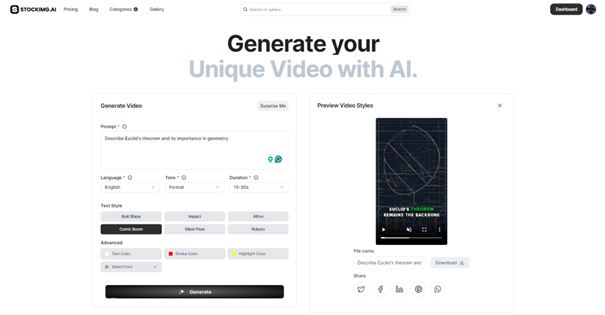 STOCKIMG.AI Pricing Blog Categories Gallery Search on gallery... Search Dashboard
Generate your
Unique Video with AI.
Generate Video Surprise Me
Prompt *
Describe Euclid's theorem and its importance in geometry.
Language * Tone * Duration *
English Formal 15-30s
Text Style
Bold Blaze Impact Afrino
Comic Boom Silent Flow Roboto
Advanced
Text Color Stroke Color Highlight Color
Select Font
Generate
Preview Video Styles
EUCLID'S THEOREM
REMAINS THE BACKBONE
File name
Describe Euclid's theorem and Download
Share